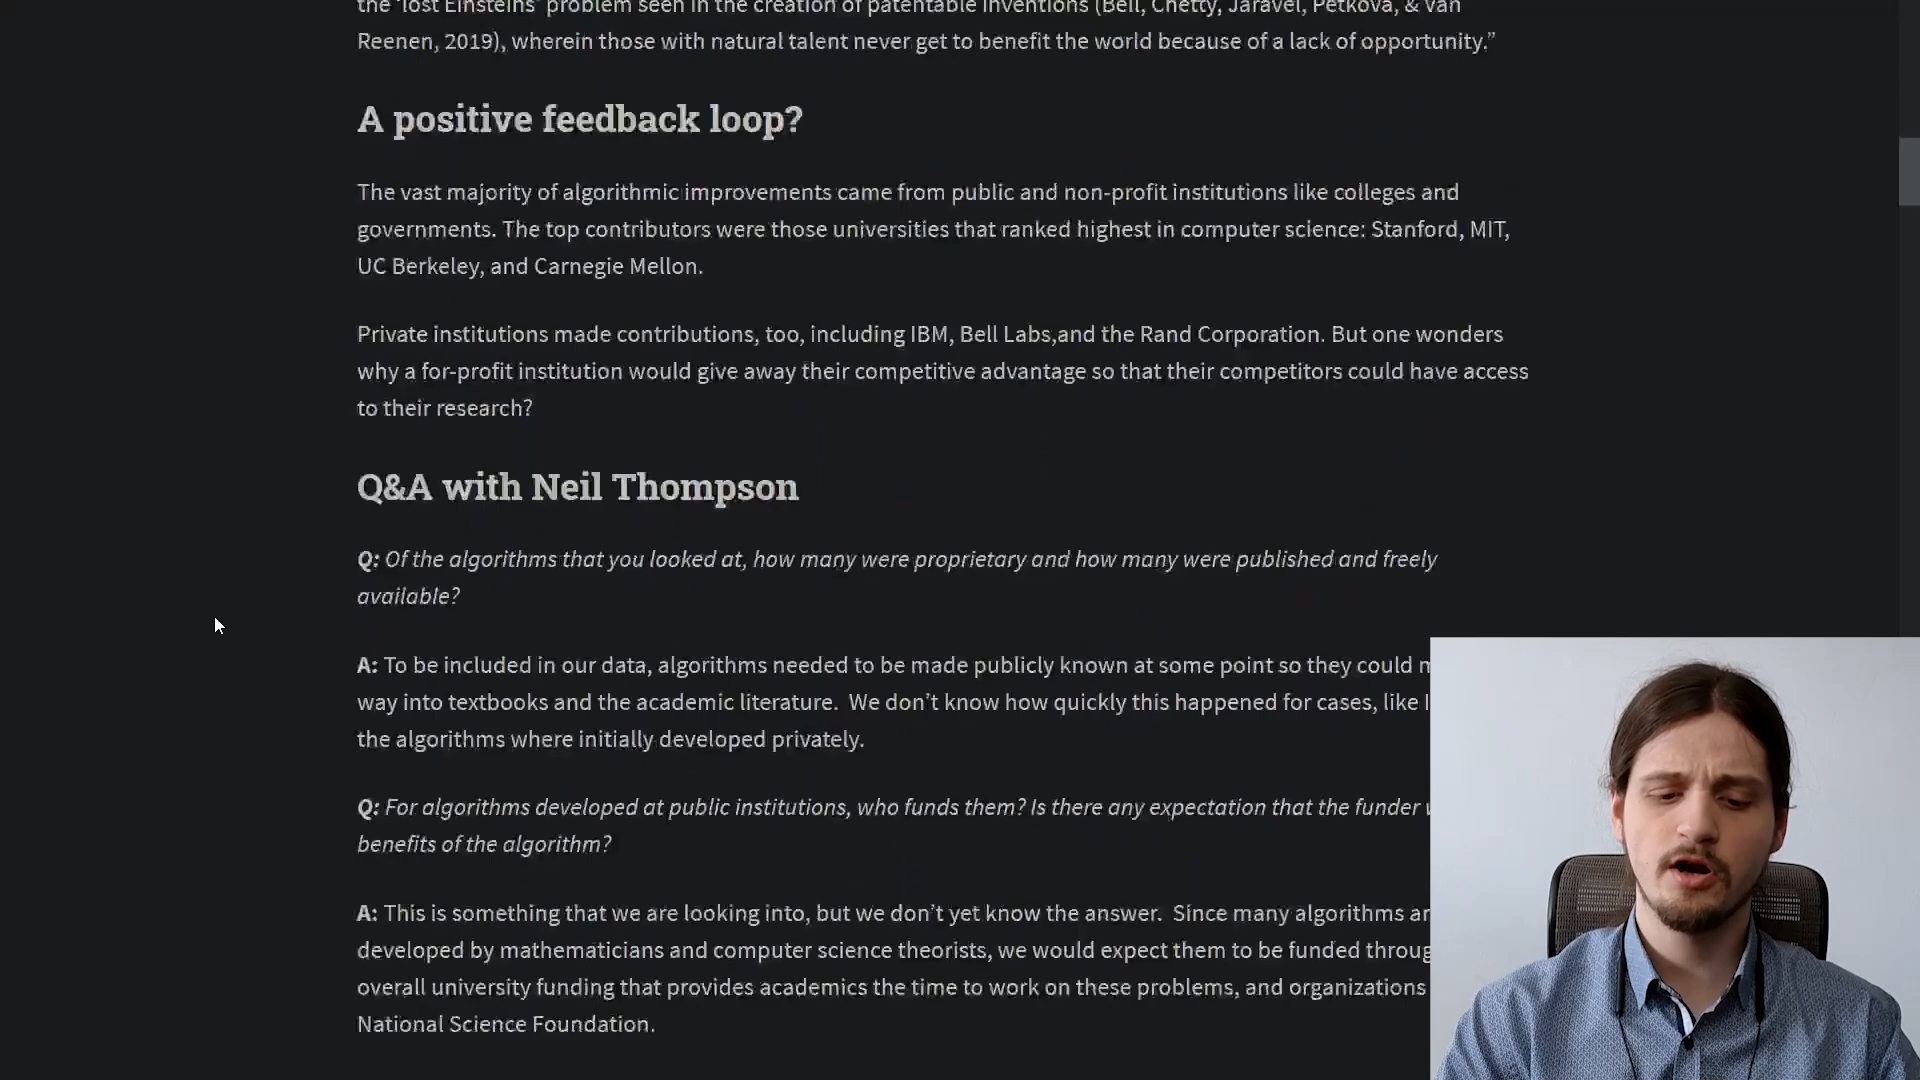 the 'lost Einsteins' problem seen in the creation of patentable inventions (Bell, Chetty, Jaravel, Petkova, & Van
Reenen, 2019), wherein those with natural talent never get to benefit the world because of a lack of opportunity.”
A positive feedback loop?
The vast majority of algorithmic improvements came from public and non-profit institutions like colleges and
governments. The top contributors were those universities that ranked highest in computer science: Stanford, MIT,
UC Berkeley, and Carnegie Mellon.
Private institutions made contributions, too, including IBM, Bell Labs,and the Rand Corporation. But one wonders
why a for-profit institution would give away their competitive advantage so that their competitors could have access
to their research?
Q&A with Neil Thompson
Q: Of the algorithms that you looked at, how many were proprietary and how many were published and freely
available?
A: To be included in our data, algorithms needed to be made publicly known at some point so they could
way into textbooks and the academic literature. We don’t know how quickly this happened for cases, like
the algorithms where initially developed privately.
Q: For algorithms developed at public institutions, who funds them? Is there any expectation that the funder
benefits of the algorithm?
A: This is something that we are looking into, but we don’t yet know the answer. Since many algorithms
developed by mathematicians and computer science theorists, we would expect them to be funded
overall university funding that provides academics the time to work on these problems, and organizations
National Science Foundation.